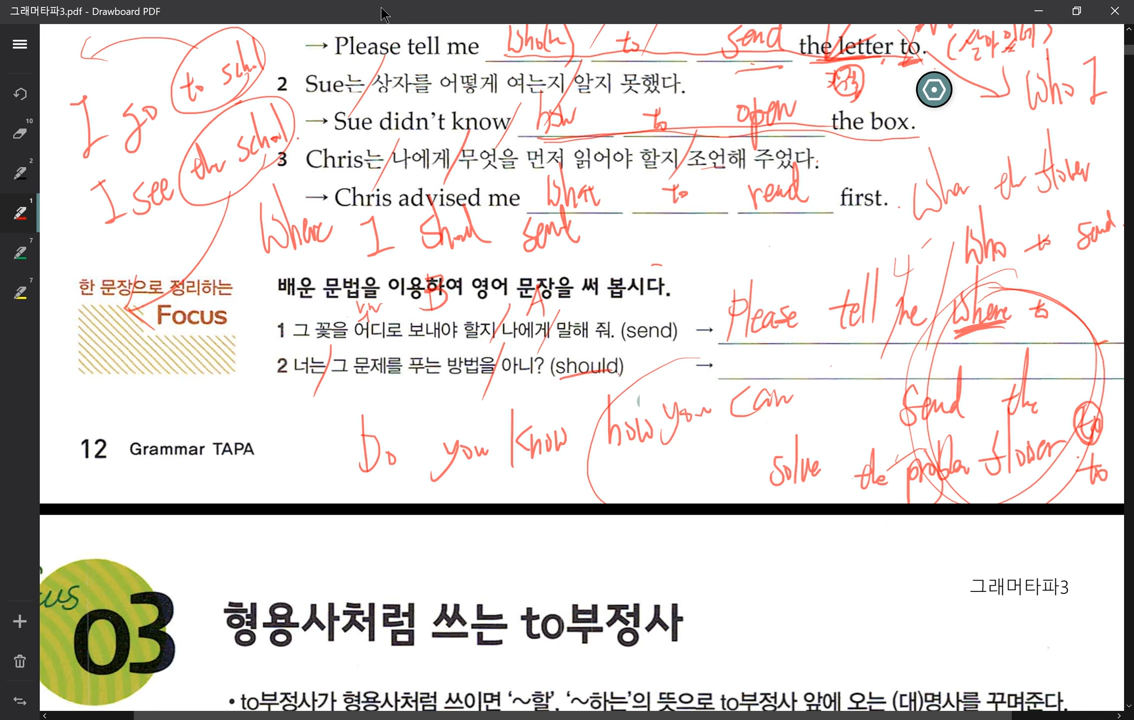 그래머타파3.pdf - Drawboard PDF
→ Please tell me who(m) to send the letter to.
Who I
I go to school
2 Sue는 상자를 어떻게 여는지 알지 못했다.
→ Sue didn't know how to open the box.
I see the school
3 Chris는 나에게 무엇을 먼저 읽어야 할지 조언해 주었다.
→ Chris advised me what to read first.
Where I should send
Who to send
한 문장으로 정리하는
Focus
배운 문법을 이용하여 영어 문장을 써 봅시다.
B A
1 그 꽃을 어디로 보내야 할지 나에게 말해 줘. (send) → Please tell me where to
send the flower to
2 너는 그 문제를 푸는 방법을 아니? (should) →
Do you know how you can
solve the problem
to
12 Grammar TAPA
그래머타파3
03 형용사처럼 쓰는 to부정사
• to부정사가 형용사처럼 쓰이면 '~할', '~하는'의 뜻으로 to부정사 앞에 오는 (대)명사를 꾸며준다.